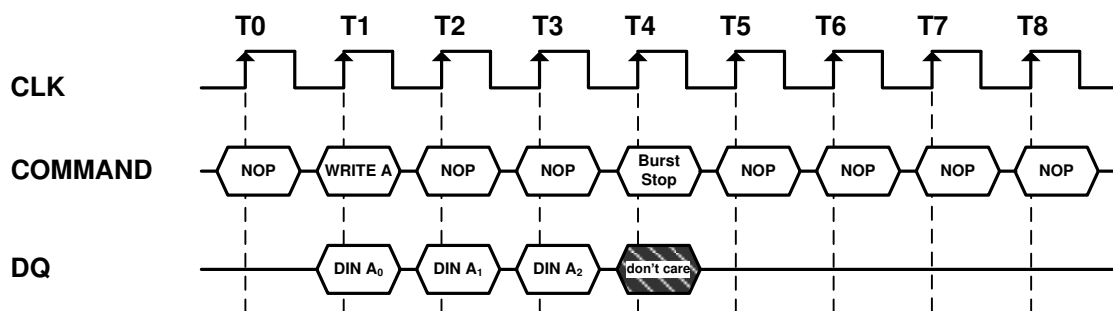 T0 T1 T2 T3 T4 T5 T6 T7 T8
CLK
COMMAND NOP WRITE A NOP NOP Burst Stop NOP NOP NOP NOP
DQ DIN A₀ DIN A₁ DIN A₂ don't care